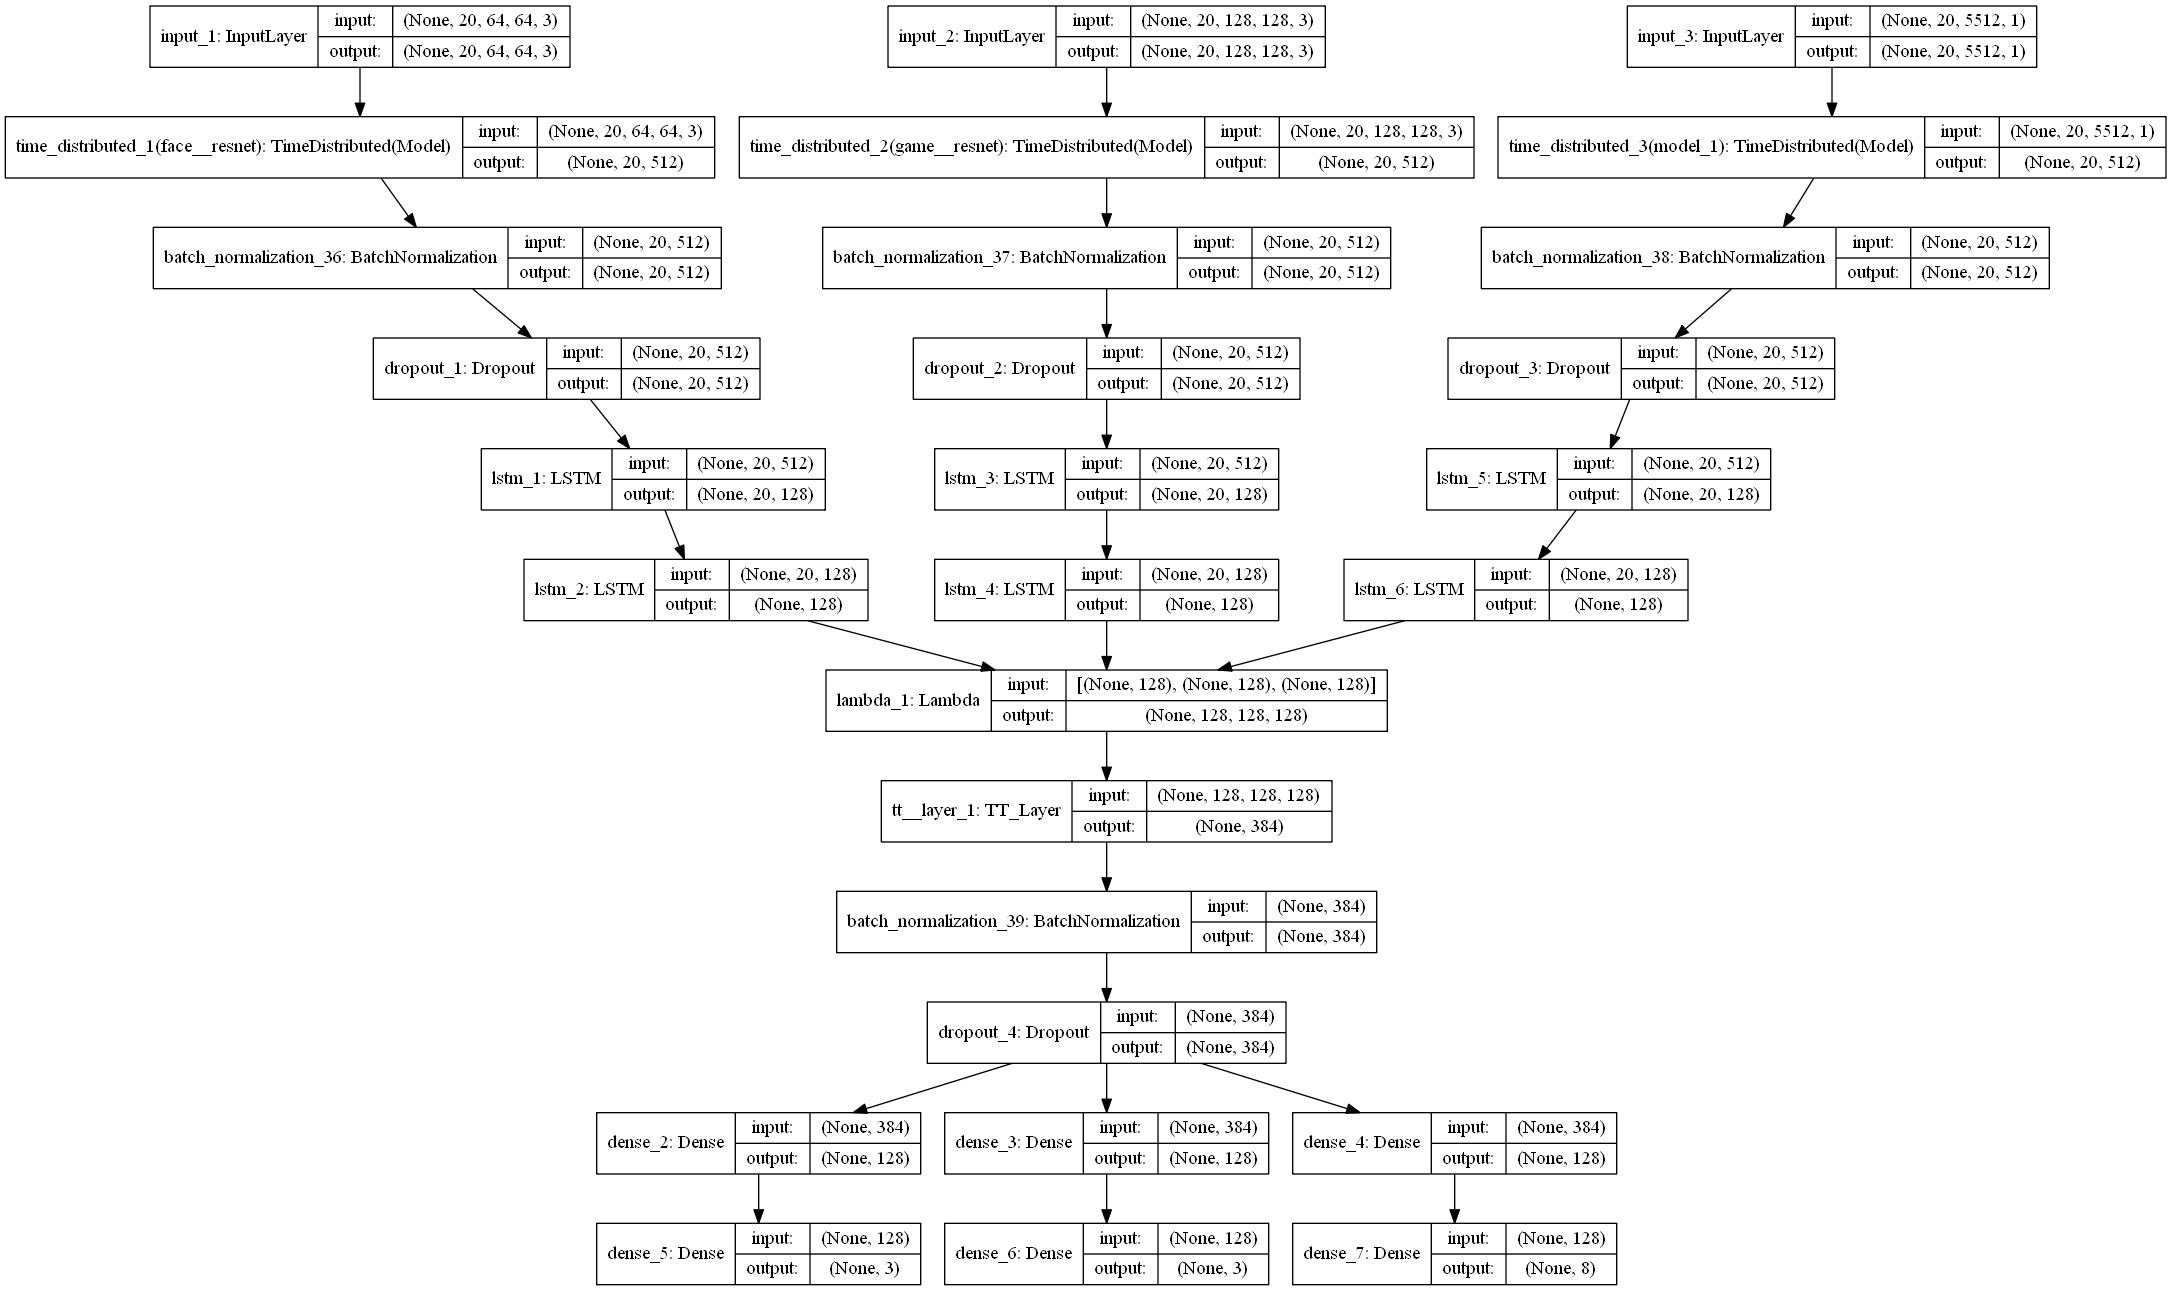 input_1: InputLayer
input: (None, 20, 64, 64, 3)
output: (None, 20, 64, 64, 3)
input_2: InputLayer
input: (None, 20, 128, 128, 3)
output: (None, 20, 128, 128, 3)
input_3: InputLayer
input: (None, 20, 5512, 1)
output: (None, 20, 5512, 1)
time_distributed_1(face__resnet): TimeDistributed(Model)
input: (None, 20, 64, 64, 3)
output: (None, 20, 512)
time_distributed_2(game__resnet): TimeDistributed(Model)
input: (None, 20, 128, 128, 3)
output: (None, 20, 512)
time_distributed_3(model_1): TimeDistributed(Model)
input: (None, 20, 5512, 1)
output: (None, 20, 512)
batch_normalization_36: BatchNormalization
input: (None, 20, 512)
output: (None, 20, 512)
batch_normalization_37: BatchNormalization
input: (None, 20, 512)
output: (None, 20, 512)
batch_normalization_38: BatchNormalization
input: (None, 20, 512)
output: (None, 20, 512)
dropout_1: Dropout
input: (None, 20, 512)
output: (None, 20, 512)
dropout_2: Dropout
input: (None, 20, 512)
output: (None, 20, 512)
dropout_3: Dropout
input: (None, 20, 512)
output: (None, 20, 512)
lstm_1: LSTM
input: (None, 20, 512)
output: (None, 20, 128)
lstm_3: LSTM
input: (None, 20, 512)
output: (None, 20, 128)
lstm_5: LSTM
input: (None, 20, 512)
output: (None, 20, 128)
lstm_2: LSTM
input: (None, 20, 128)
output: (None, 128)
lstm_4: LSTM
input: (None, 20, 128)
output: (None, 128)
lstm_6: LSTM
input: (None, 20, 128)
output: (None, 128)
lambda_1: Lambda
input: [(None, 128), (None, 128), (None, 128)]
output: (None, 128, 128, 128)
tt__layer_1: TT_Layer
input: (None, 128, 128, 128)
output: (None, 384)
batch_normalization_39: BatchNormalization
input: (None, 384)
output: (None, 384)
dropout_4: Dropout
input: (None, 384)
output: (None, 384)
dense_2: Dense
input: (None, 384)
output: (None, 128)
dense_3: Dense
input: (None, 384)
output: (None, 128)
dense_4: Dense
input: (None, 384)
output: (None, 128)
dense_5: Dense
input: (None, 128)
output: (None, 3)
dense_6: Dense
input: (None, 128)
output: (None, 3)
dense_7: Dense
input: (None, 128)
output: (None, 8)